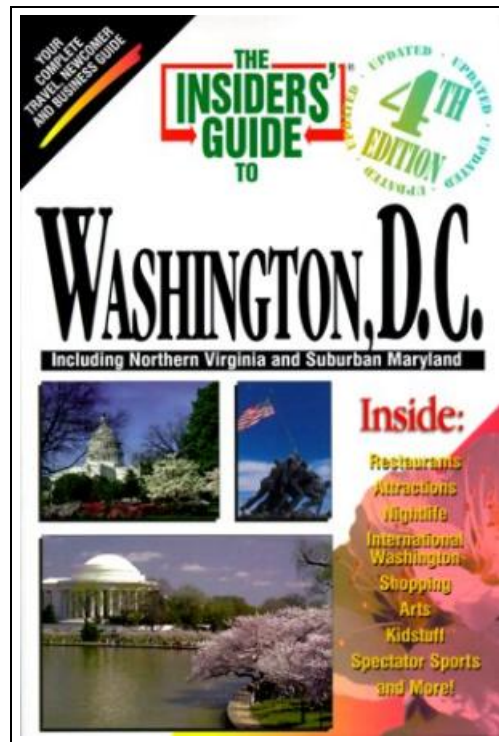 YOUR
COMPLETE
TRAVEL, NEWCOMER
AND BUSINESS GUIDE
THE
INSIDERS'®
GUIDE
TO
UPDATED · UPDATED · UPDATED · UPDATED · UPDATED ·
4TH
EDITION
WASHINGTON, D.C.
Including Northern Virginia and Suburban Maryland
Inside:
Restaurants
Attractions
Nightlife
International
Washington
Shopping
Arts
Kidstuff
Spectator Sports
and More!